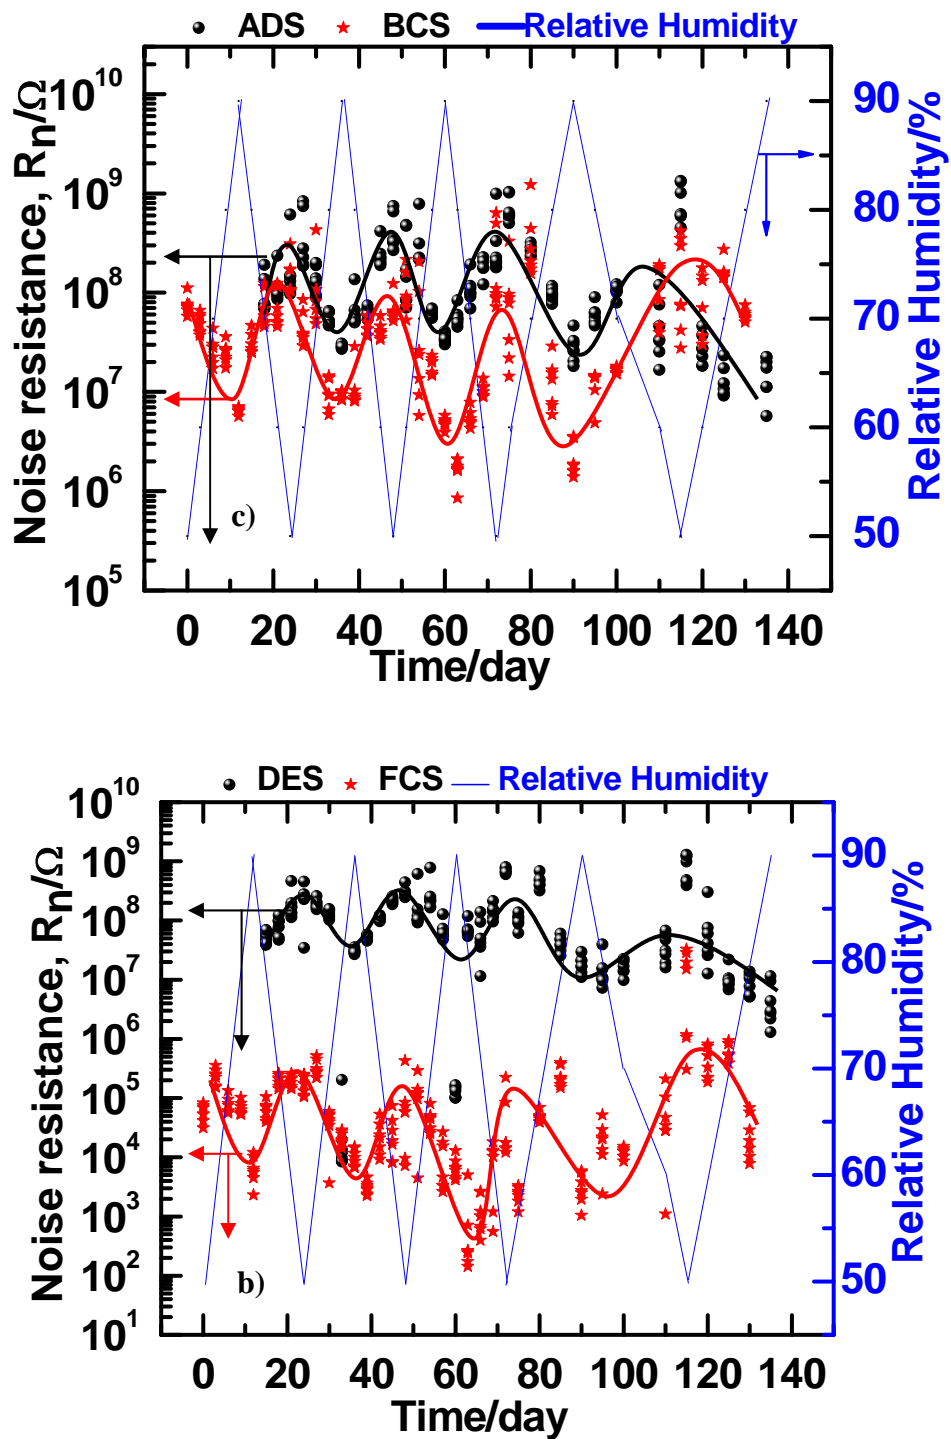 ADS BCS Relative Humidity
10^10
10^9
10^8
10^7
10^6
10^5
Noise resistance, Rn/Ω
90
80
70
60
50
Relative Humidity/%
c)
0 20 40 60 80 100 120 140
Time/day
DES FCS Relative Humidity
10^10
10^9
10^8
10^7
10^6
10^5
10^4
10^3
10^2
10^1
Noise resistance, Rn/Ω
90
80
70
60
50
Relative Humidity/%
b)
0 20 40 60 80 100 120 140
Time/day